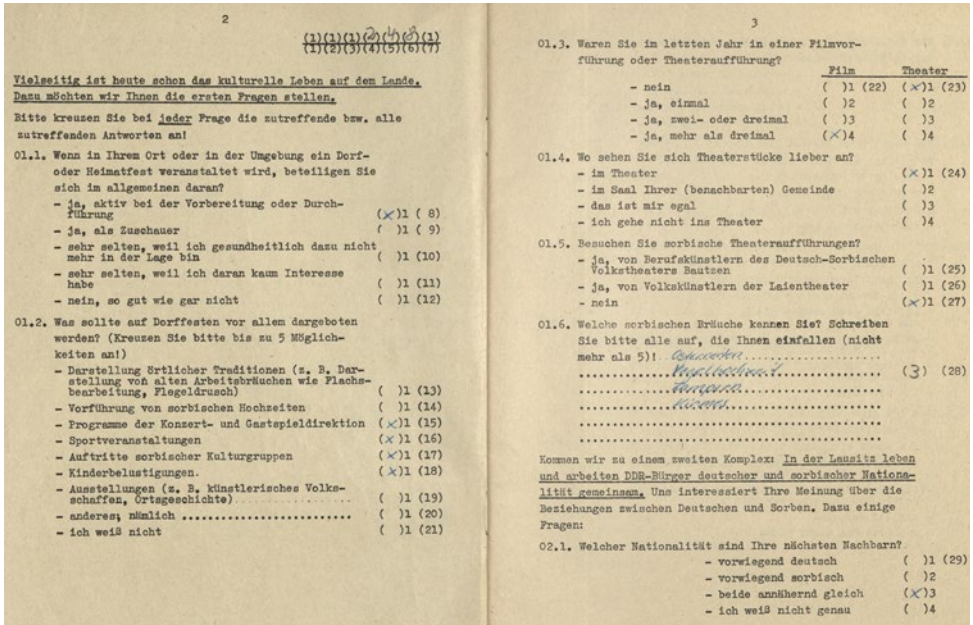 2
(1)(1)(1)(2)(4)(8)(1)
(1)(2)(3)(4)(5)(6)(7)
Vielseitig ist heute schon das kulturelle Leben auf dem Lande.
Dazu möchten wir Ihnen die ersten Fragen stellen.
Bitte kreuzen Sie bei jeder Frage die zutreffende bzw. alle
zutreffenden Antworten an!
01.1. Wenn in Ihrem Ort oder in der Umgebung ein Dorf-
oder Heimatfest veranstaltet wird, beteiligen Sie
sich im allgemeinen daran?
- ja, aktiv bei der Vorbereitung oder Durch-
führung (x)1 ( 8)
- ja, als Zuschauer ( )1 ( 9)
- sehr selten, weil ich gesundheitlich dazu nicht
mehr in der Lage bin ( )1 (10)
- sehr selten, weil ich daran kaum Interesse
habe ( )1 (11)
- nein, so gut wie gar nicht ( )1 (12)
01.2. Was sollte auf Dorffesten vor allem dargeboten
werden? (Kreuzen Sie bitte bis zu 5 Möglich-
keiten an!)
- Darstellung örtlicher Traditionen (z. B. Dar-
stellung von alten Arbeitsbräuchen wie Flachs-
bearbeitung, Flegeldrusch) ( )1 (13)
- Vorführung von sorbischen Hochzeiten ( )1 (14)
- Programme der Konzert- und Gastspieldirektion (x)1 (15)
- Sportveranstaltungen (x)1 (16)
- Auftritte sorbischer Kulturgruppen (x)1 (17)
- Kinderbelustigungen. (x)1 (18)
- Ausstellungen (z. B. künstlerisches Volks-
schaffen, Ortsgeschichte) ( )1 (19)
- anderes; nämlich ........................ ( )1 (20)
- ich weiß nicht ( )1 (21)
3
01.3. Waren Sie im letzten Jahr in einer Filmvor-
führung oder Theateraufführung?
Film Theater
- nein ( )1 (22) (x)1 (23)
- ja, einmal ( )2 ( )2
- ja, zwei- oder dreimal ( )3 ( )3
- ja, mehr als dreimal (x)4 ( )4
01.4. Wo sehen Sie sich Theaterstücke lieber an?
- im Theater (x)1 (24)
- im Saal Ihrer (benachbarten) Gemeinde ( )2
- das ist mir egal ( )3
- ich gehe nicht ins Theater ( )4
01.5. Besuchen Sie sorbische Theateraufführungen?
- ja, von Berufskünstlern des Deutsch-Sorbischen
Volkstheaters Bautzen ( )1 (25)
- ja, von Volkskünstlern der Laientheater ( )1 (26)
- nein (x)1 (27)
01.6. Welche sorbischen Bräuche kennen Sie? Schreiben
Sie bitte alle auf, die Ihnen einfallen (nicht
mehr als 5)! Osterreiten
(3) (28)
Zampern
Kirmes
Kommen wir zu einem zweiten Komplex: In der Lausitz leben
und arbeiten DDR-Bürger deutscher und sorbischer Nationa-
lität gemeinsam. Uns interessiert Ihre Meinung über die
Beziehungen zwischen Deutschen und Sorben. Dazu einige
Fragen:
02.1. Welcher Nationalität sind Ihre nächsten Nachbarn?
- vorwiegend deutsch ( )1 (29)
- vorwiegend sorbisch ( )2
- beide annähernd gleich (x)3
- ich weiß nicht genau ( )4